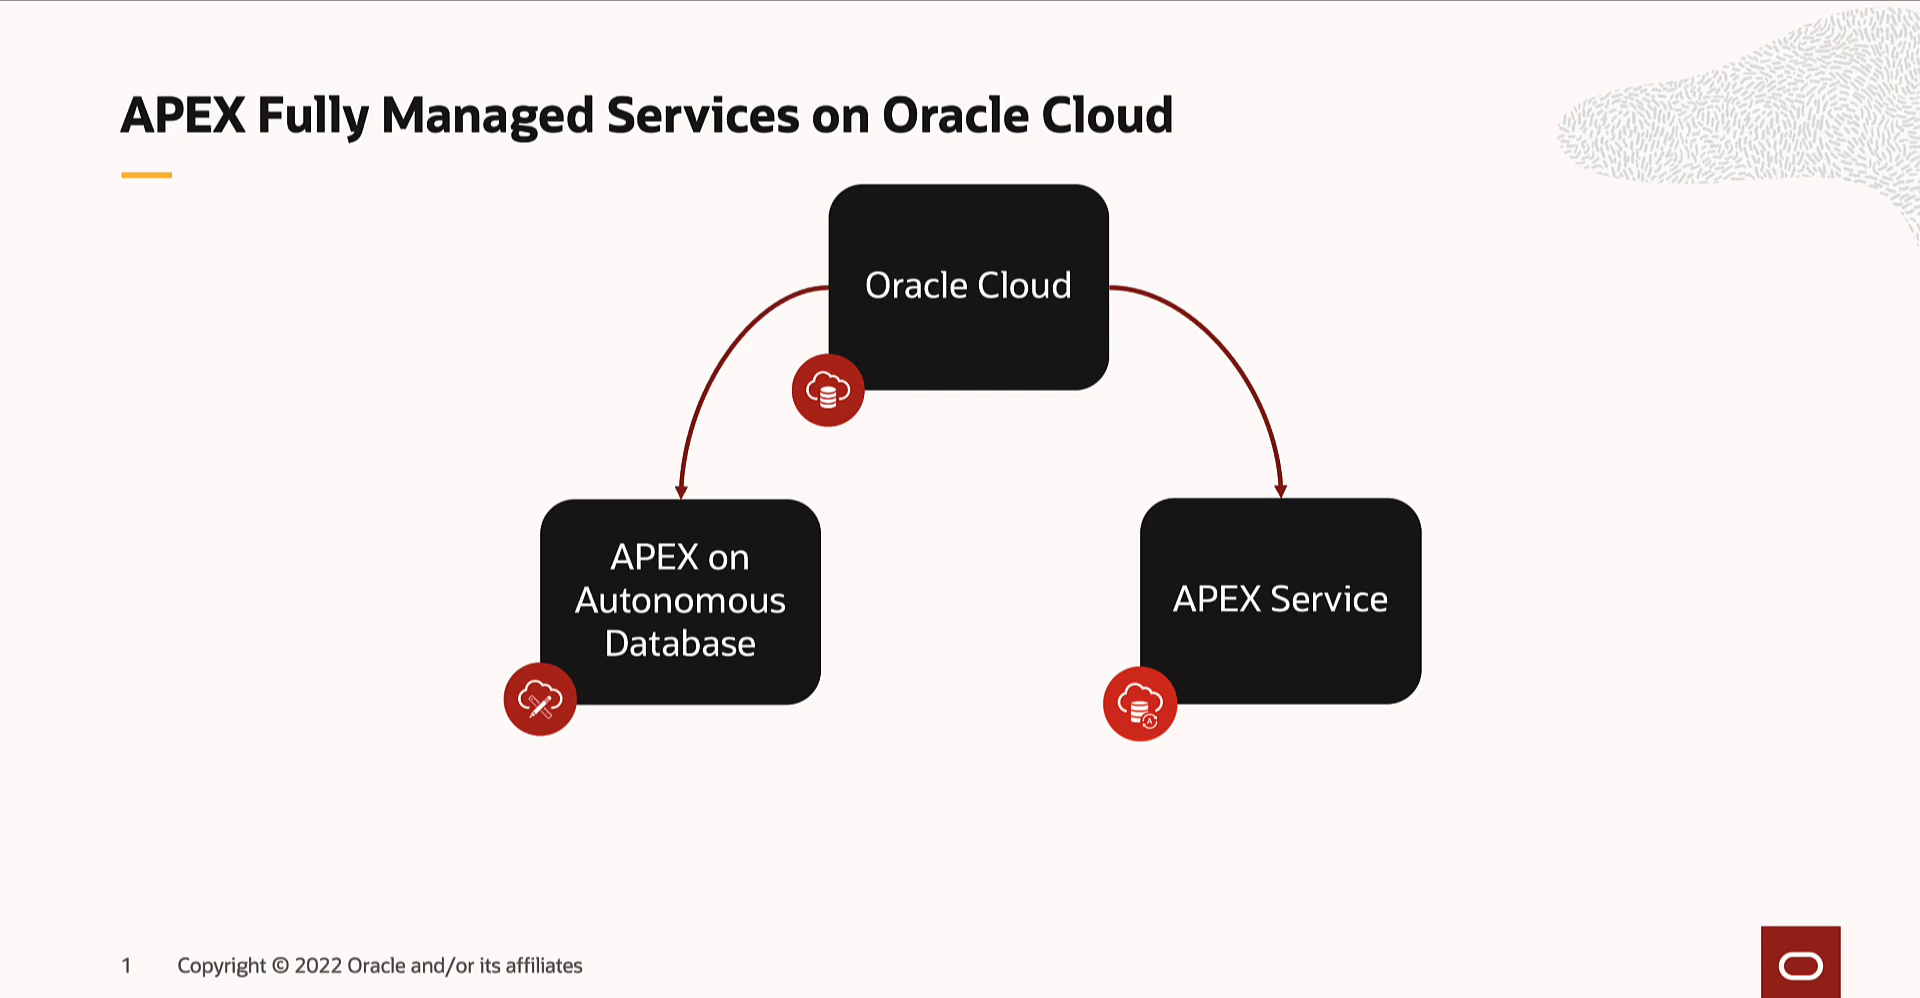 APEX Fully Managed Services on Oracle Cloud
Oracle Cloud
APEX on
Autonomous
Database
APEX Service
A
1 Copyright © 2022 Oracle and/or its affiliates